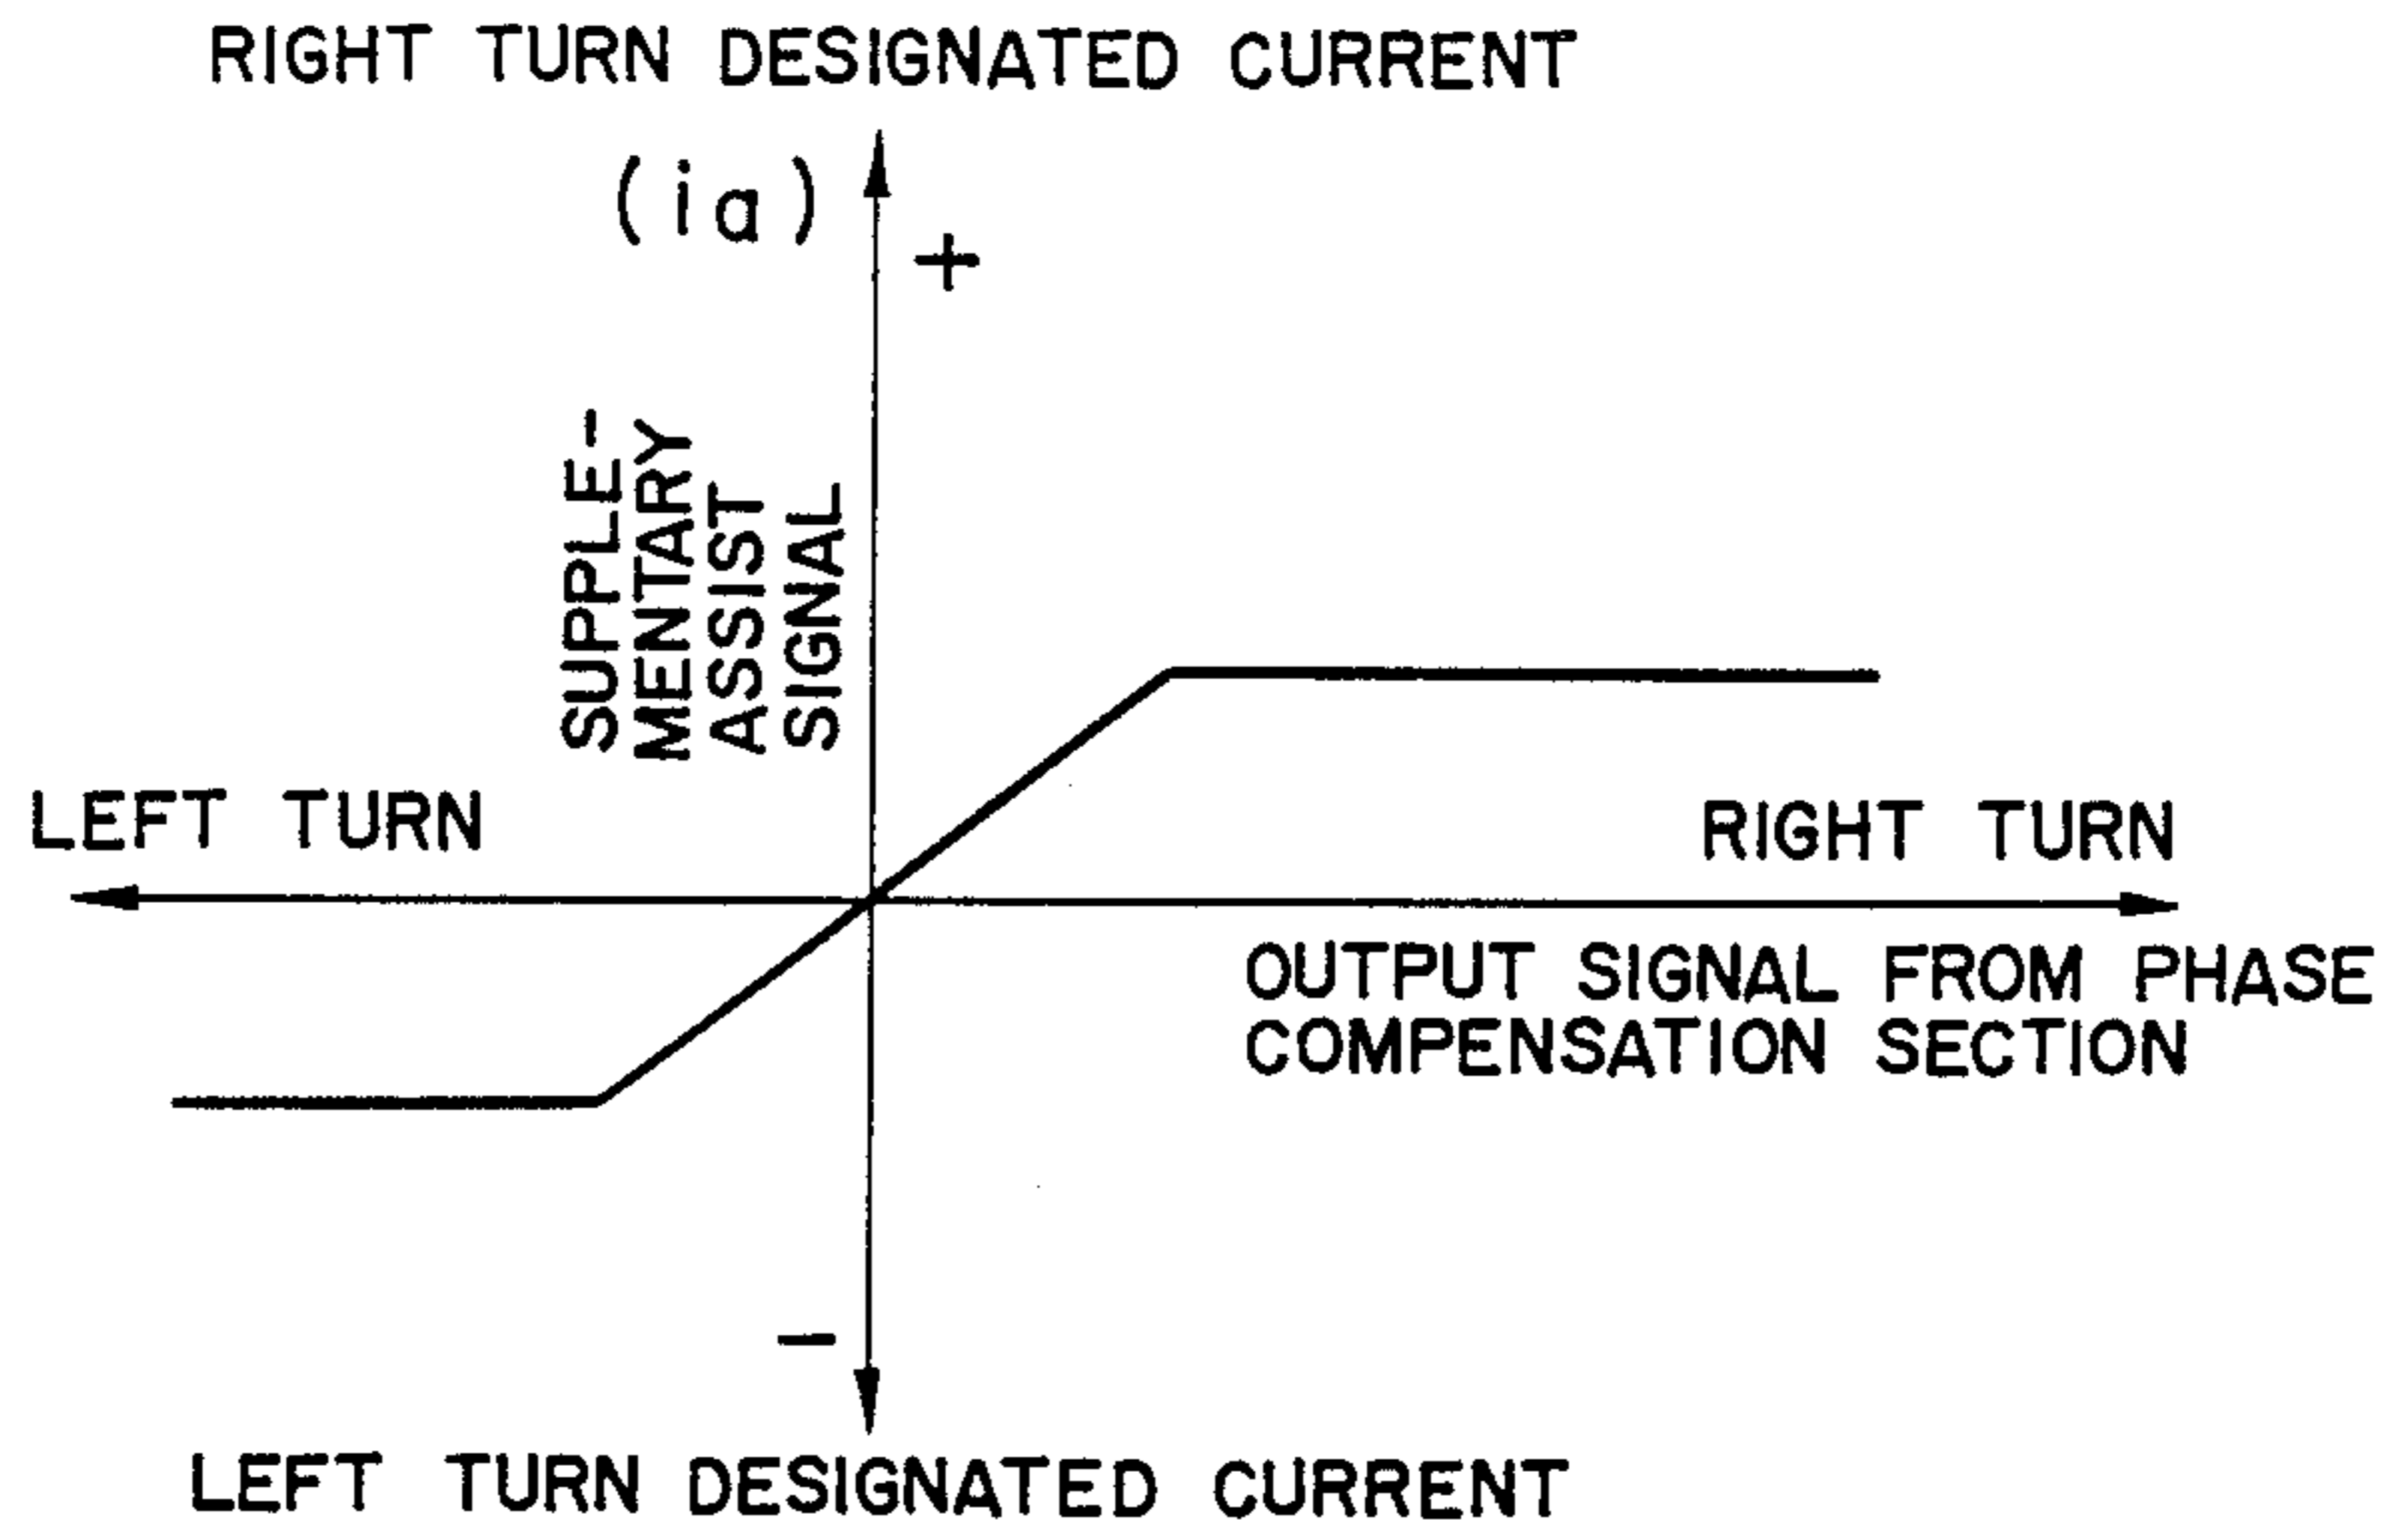 RIGHT TURN DESIGNATED CURRENT
(ia)
+
SUPPLE-
MENTARY
ASSIST
SIGNAL
LEFT TURN
RIGHT TURN
OUTPUT SIGNAL FROM PHASE
COMPENSATION SECTION
-
LEFT TURN DESIGNATED CURRENT